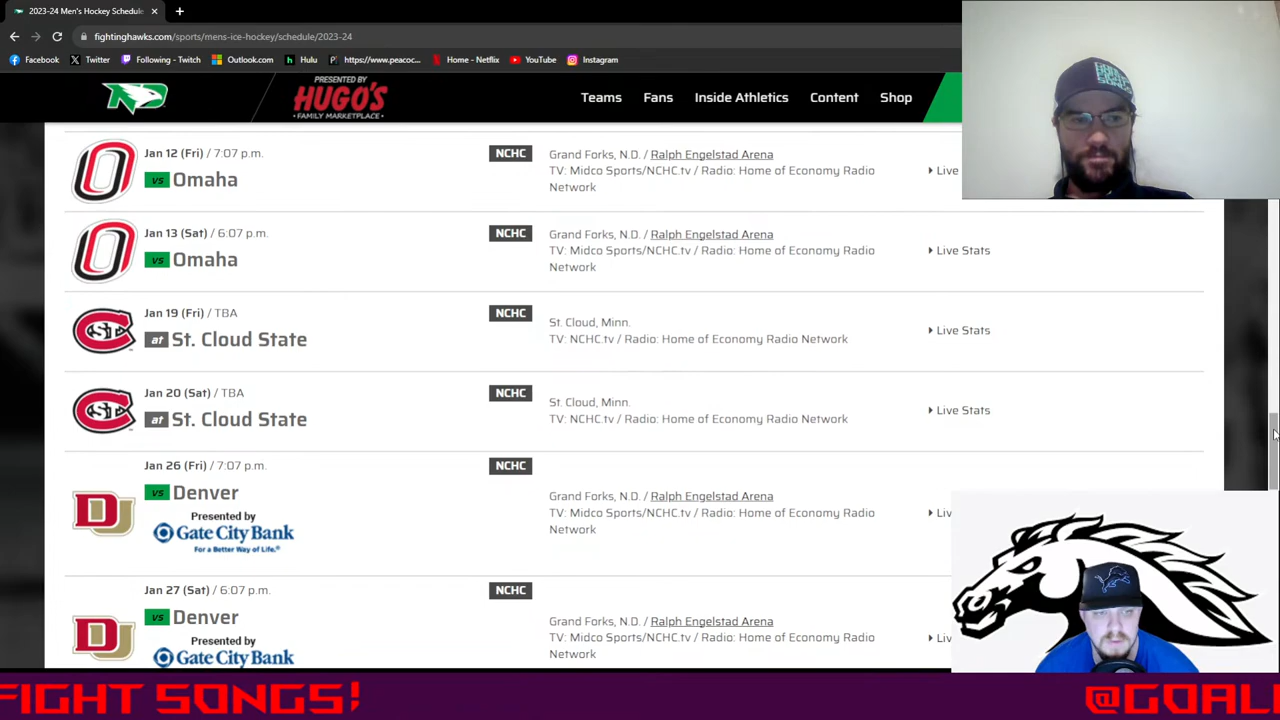 2023-24 Men's Hockey Schedule
fightinghawks.com/sports/mens-ice-hockey/schedule/2023-24
Facebook
Twitter
Following - Twitch
Outlook.com
Hulu
https://www.peacoc...
Home - Netflix
YouTube
Instagram
PRESENTED BY
HUGO'S
FAMILY MARKETPLACE
Teams
Fans
Inside Athletics
Content
Shop
Jan 12 (Fri) / 7:07 p.m.
vs Omaha
NCHC
Grand Forks, N.D. / Ralph Engelstad Arena
TV: Midco Sports/NCHC.tv / Radio: Home of Economy Radio
Network
Live
Jan 13 (Sat) / 6:07 p.m.
vs Omaha
NCHC
Grand Forks, N.D. / Ralph Engelstad Arena
TV: Midco Sports/NCHC.tv / Radio: Home of Economy Radio
Network
Live Stats
Jan 19 (Fri) / TBA
at St. Cloud State
NCHC
St. Cloud, Minn.
TV: NCHC.tv / Radio: Home of Economy Radio Network
Live Stats
Jan 20 (Sat) / TBA
at St. Cloud State
NCHC
St. Cloud, Minn.
TV: NCHC.tv / Radio: Home of Economy Radio Network
Live Stats
Jan 26 (Fri) / 7:07 p.m.
vs Denver
Presented by
Gate City Bank
For a Better Way of Life.®
NCHC
Grand Forks, N.D. / Ralph Engelstad Arena
TV: Midco Sports/NCHC.tv / Radio: Home of Economy Radio
Network
Liv
Jan 27 (Sat) / 6:07 p.m.
vs Denver
Presented by
Gate City Bank
NCHC
Grand Forks, N.D. / Ralph Engelstad Arena
TV: Midco Sports/NCHC.tv / Radio: Home of Economy Radio
Network
Liv
FIGHT SONGS!
@GOAL